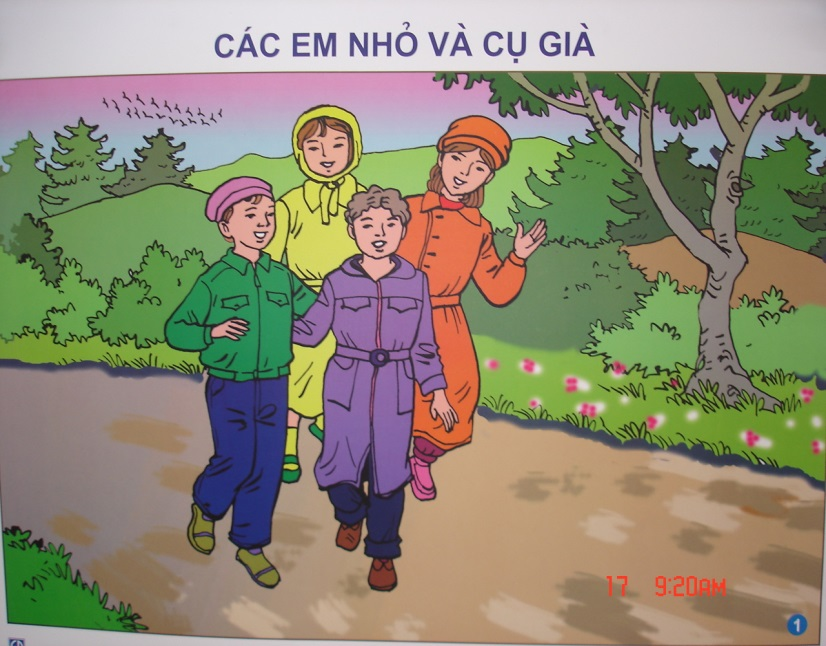 CÁC EM NHỎ VÀ CỤ GIÀ
17 9:20AM
1